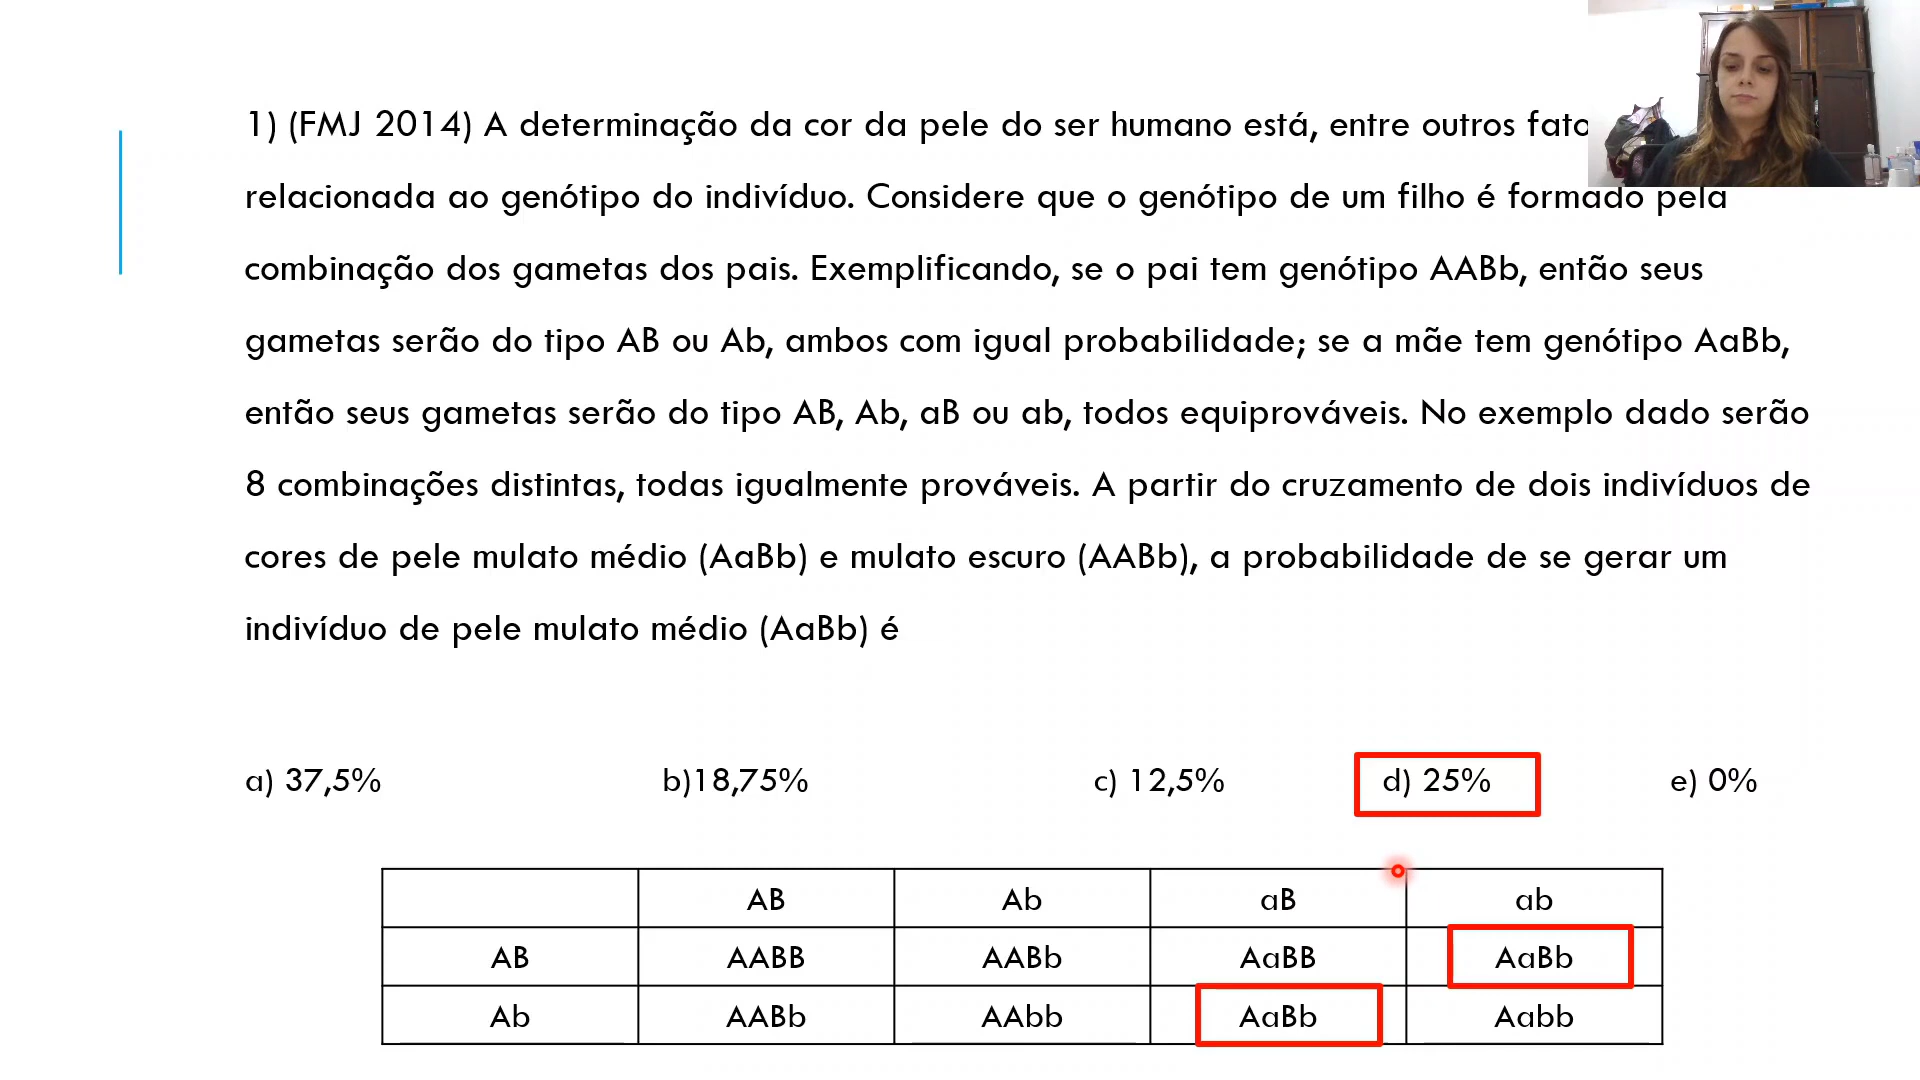 1) (FMJ 2014) A determinação da cor da pele do ser humano está, entre outros
relacionada ao genótipo do indivíduo. Considere que o genótipo de um filho é formado pela
combinação dos gametas dos pais. Exemplificando, se o pai tem genótipo AABb, então seus
gametas serão do tipo AB ou Ab, ambos com igual probabilidade; se a mãe tem genótipo AaBb,
então seus gametas serão do tipo AB, Ab, aB ou ab, todos equiprováveis. No exemplo dado serão
8 combinações distintas, todas igualmente prováveis. A partir do cruzamento de dois indivíduos de
cores de pele mulato médio (AaBb) e mulato escuro (AABb), a probabilidade de se gerar um
indivíduo de pele mulato médio (AaBb) é
a) 37,5% b)18,75% c) 12,5% d) 25% e) 0%
AB Ab aB ab
AB AABB AABb AaBB AaBb
Ab AABb AAbb AaBb Aabb